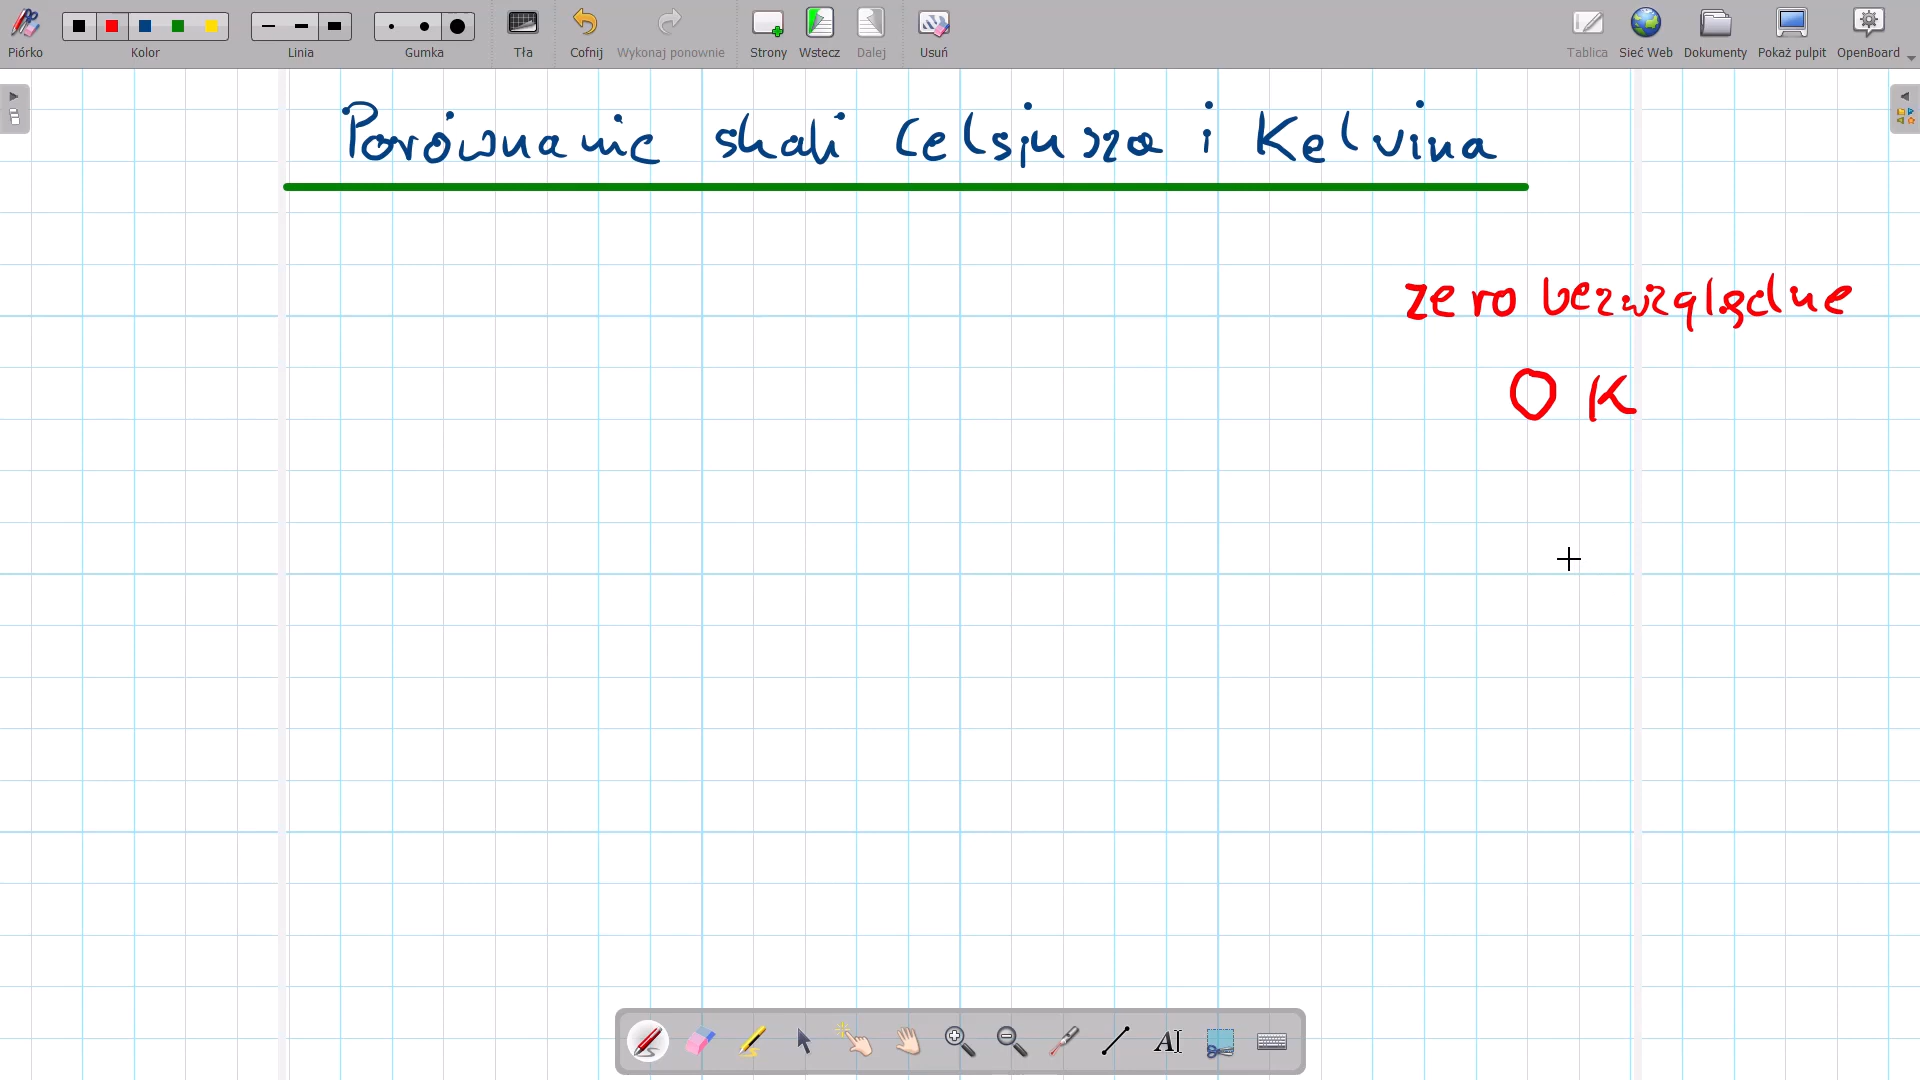 Piórko Kolor Linia Gumka Tła Cofnij Wykonaj ponownie Strony Wstecz Dalej Usuń Tablica Sieć Web Dokumenty Pokaż pulpit OpenBoard
Porównanie skali Celsjusza i Kelvina
zero bezwzględne
0 K